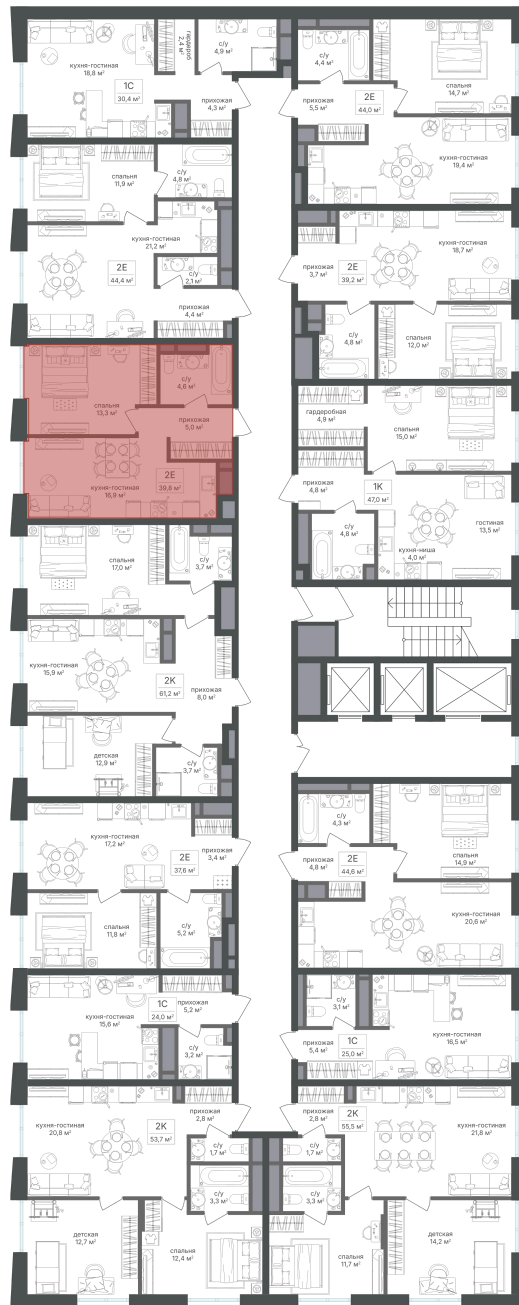 кухня-гостиная
18,8 м²
гардероб
2,4 м²
с/у
4,9 м²
1С
30,4 м²
прихожая
4,3 м²
с/у
4,4 м²
спальня
14,7 м²
прихожая
5,5 м²
2Е
44,0 м²
кухня-гостиная
19,4 м²
спальня
11,9 м²
с/у
4,8 м²
кухня-гостиная
21,2 м²
2Е
44,4 м²
с/у
2,1 м²
прихожая
4,4 м²
кухня-гостиная
18,7 м²
прихожая
3,7 м²
2Е
39,2 м²
с/у
4,8 м²
спальня
12,0 м²
с/у
4,6 м²
спальня
13,3 м²
прихожая
5,0 м²
2Е
39,8 м²
кухня-гостиная
16,9 м²
гардеробная
4,9 м²
спальня
15,0 м²
прихожая
4,8 м²
1К
47,0 м²
гостиная
13,5 м²
с/у
4,8 м²
кухня-ниша
4,0 м²
спальня
17,0 м²
с/у
3,7 м²
кухня-гостиная
15,9 м²
2К
61,2 м²
прихожая
8,0 м²
детская
12,9 м²
с/у
3,7 м²
кухня-гостиная
17,2 м²
прихожая
3,4 м²
2Е
37,6 м²
спальня
11,8 м²
с/у
5,2 м²
с/у
4,3 м²
спальня
14,9 м²
прихожая
4,8 м²
2Е
44,6 м²
кухня-гостиная
20,6 м²
кухня-гостиная
15,6 м²
1С
24,0 м²
прихожая
5,2 м²
с/у
3,2 м²
с/у
3,1 м²
кухня-гостиная
16,5 м²
прихожая
5,4 м²
1С
25,0 м²
кухня-гостиная
20,8 м²
2К
53,7 м²
прихожая
2,8 м²
с/у
1,7 м²
с/у
3,3 м²
детская
12,7 м²
спальня
12,4 м²
прихожая
2,8 м²
2К
55,5 м²
кухня-гостиная
21,8 м²
с/у
1,7 м²
с/у
3,3 м²
спальня
11,7 м²
детская
14,2 м²